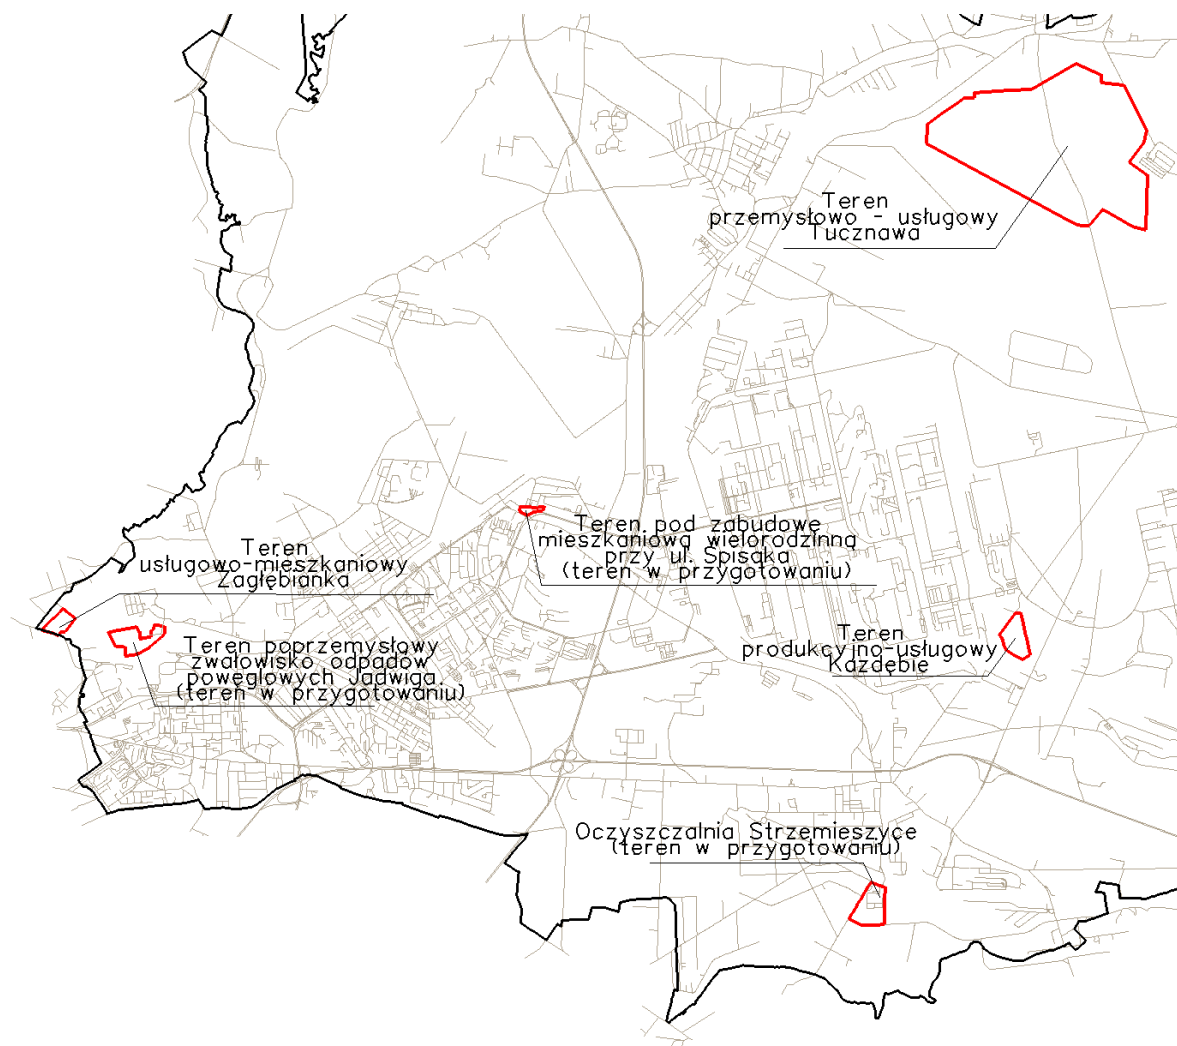 Teren
przemysłowo - usługowy
Tucznawa
Teren pod zabudowę
mieszkaniową wielorodzinną
przy ul. Spisaka
(teren w przygotowaniu)
Teren
usługowo-mieszkaniowy
Zagłębianka
Teren poprzemysłowy
zwałowisko odpadów
powęglowych Jadwiga
(teren w przygotowaniu)
Teren
produkcyjno-usługowy
Kazdębie
Oczyszczalnia Strzemieszyce
(teren w przygotowaniu)